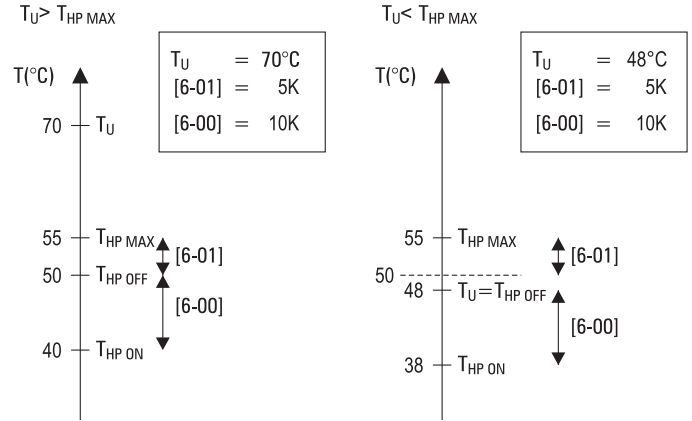 TU> THP MAX
TU = 70°C
[6-01] = 5K
[6-00] = 10K
T(°C)
70 TU
55 THP MAX
[6-01]
50 THP OFF
[6-00]
40 THP ON
TU< THP MAX
TU = 48°C
[6-01] = 5K
[6-00] = 10K
T(°C)
55 THP MAX
[6-01]
50
48 TU=THP OFF
[6-00]
38 THP ON